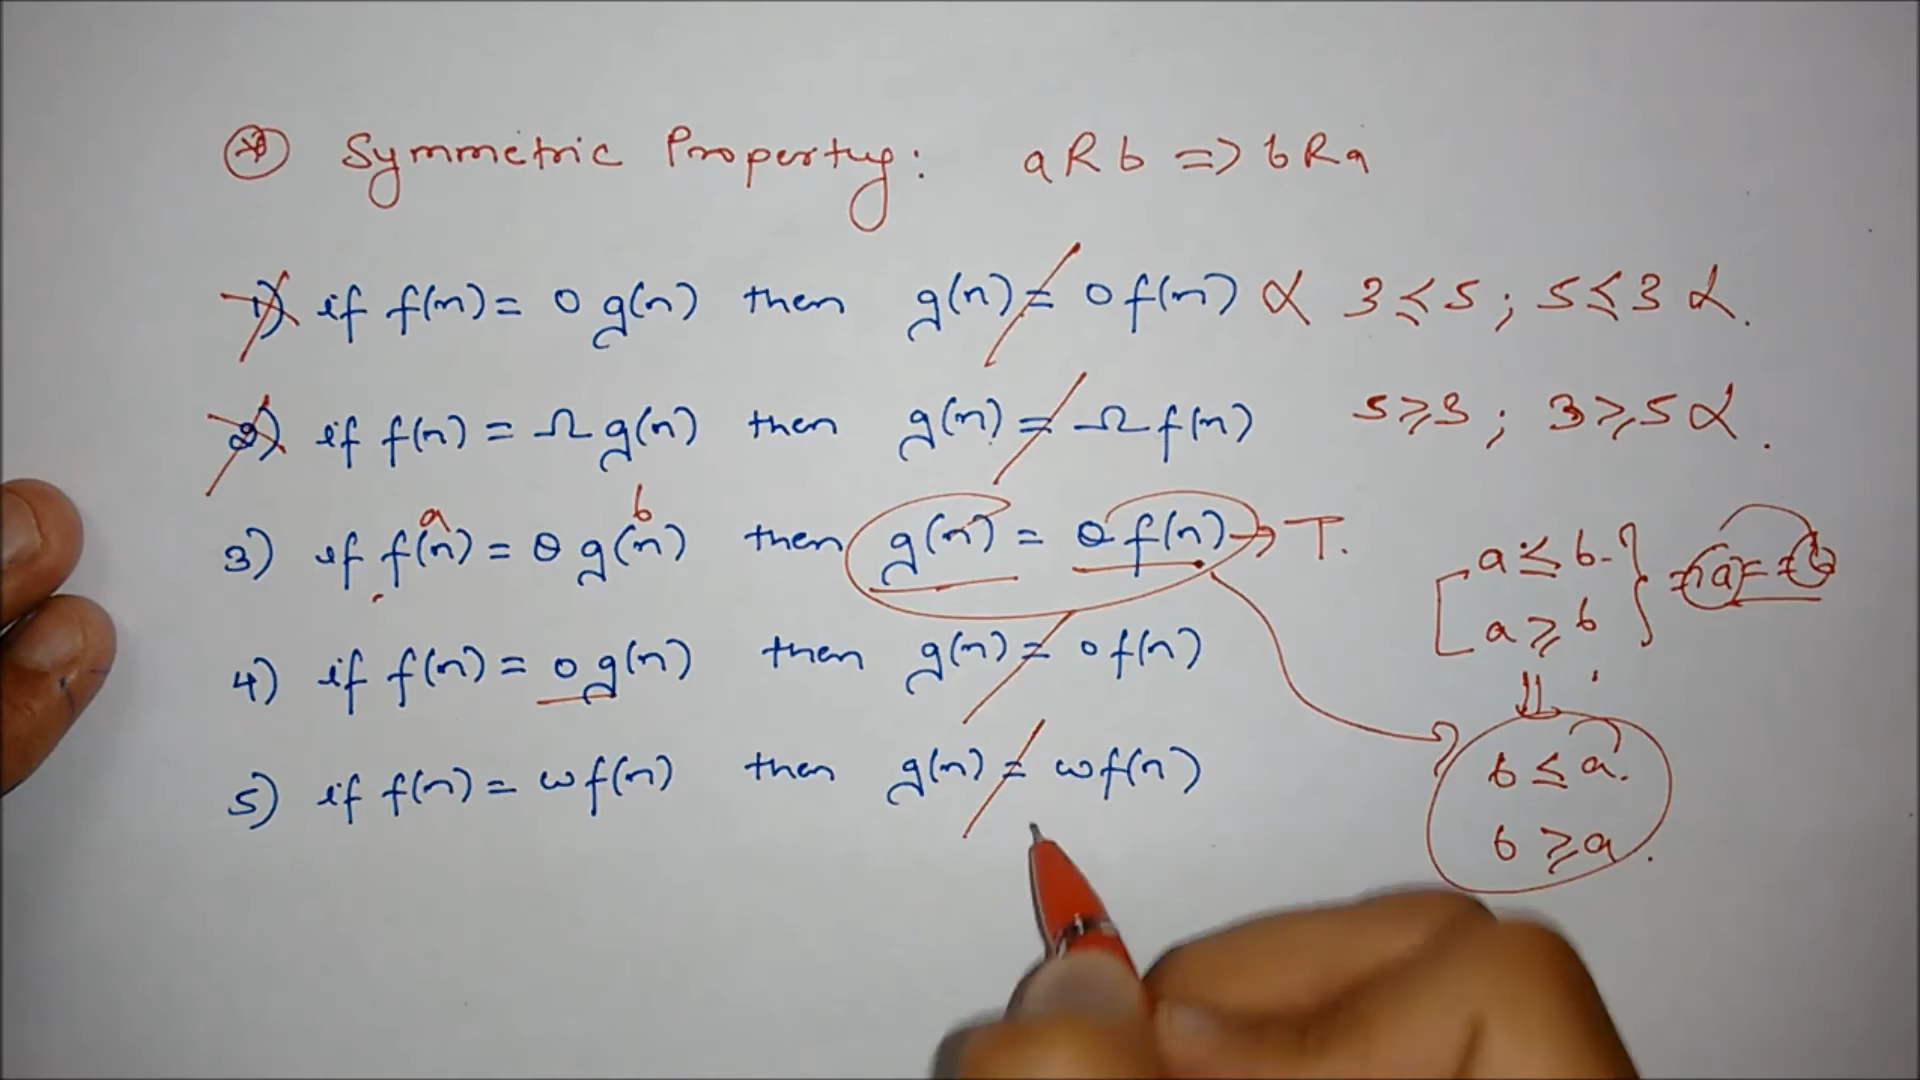 Symmetric Property: aRb => bRa
1) if f(n) = O g(n) then g(n) = O f(n) α 3 ≤ 5 ; 5 ≤ 3 α.
2) if f(n) = Ω g(n) then g(n) = Ω f(n) 5 ≥ 3 ; 3 ≥ 5 α.
a b
3) if f(n) = θ g(n) then g(n) = θ f(n) → T.
a ≤ b
a ≥ b
4) if f(n) = o g(n) then g(n) = o f(n)
5) if f(n) = ω f(n) then g(n) = ω f(n)
b ≤ a.
b ≥ a.